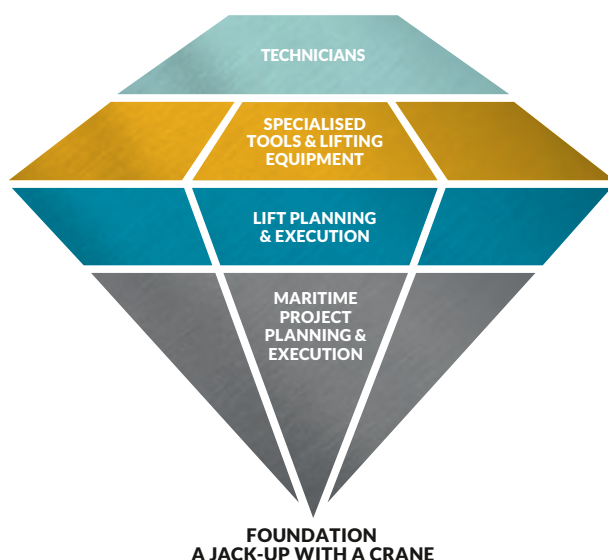 TECHNICIANS
SPECIALISED
TOOLS & LIFTING
EQUIPMENT
LIFT PLANNING
& EXECUTION
MARITIME
PROJECT
PLANNING &
EXECUTION
FOUNDATION
A JACK-UP WITH A CRANE